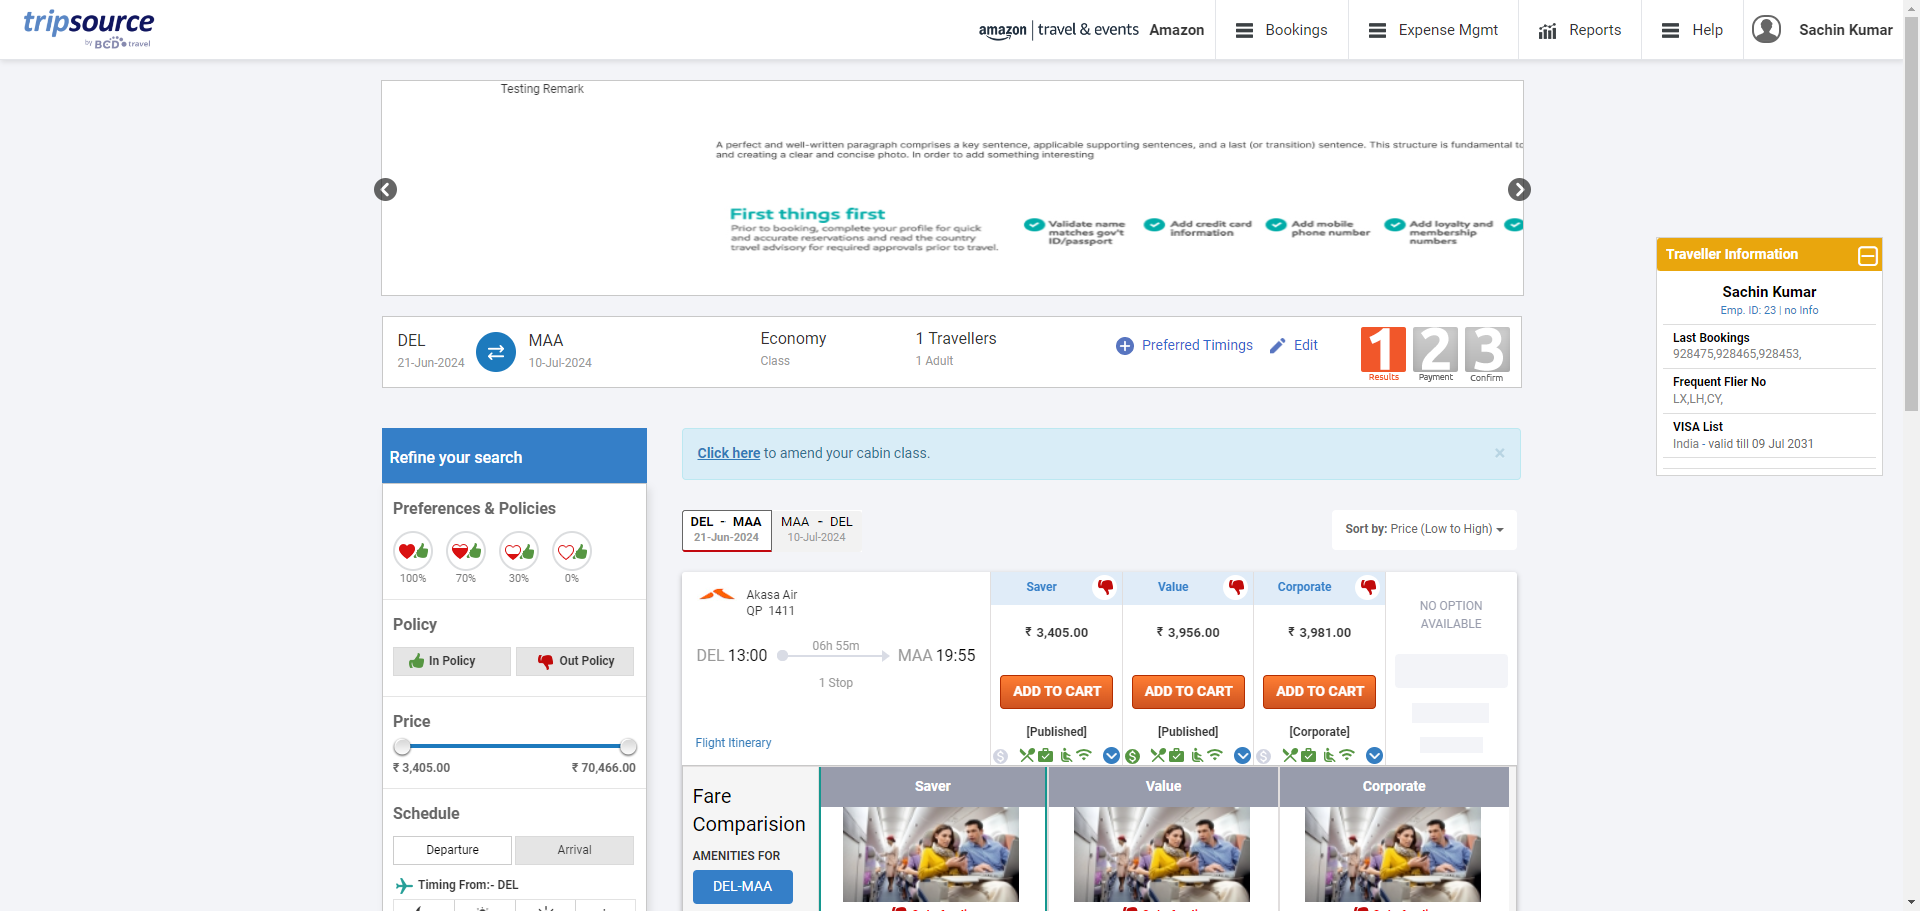 tripsource
by BCD travel
amazon | travel & events Amazon
Bookings
Expense Mgmt
Reports
Help
Sachin Kumar
Testing Remark
A perfect and well-written paragraph comprises a key sentence, applicable supporting sentences, and a last (or transition) sentence. This structure is fundamental to
and creating a clear and concise photo. In order to add something interesting
First things first
Prior to booking, complete your profile for quick
and accurate reservations and read the country
travel advisory for required approvals prior to travel.
Validate name
matches gov't
ID/passport
Add credit card
information
Add mobile
phone number
Add loyalty and
membership
numbers
Traveller Information
Sachin Kumar
Emp. ID: 23 | no Info
Last Bookings
928475,928465,928453,
Frequent Flier No
LX,LH,CY,
VISA List
India - valid till 09 Jul 2031
DEL
21-Jun-2024
MAA
10-Jul-2024
Economy
Class
1 Travellers
1 Adult
Preferred Timings
Edit
1
Results
2
Payment
3
Confirm
Refine your search
Preferences & Policies
100%
70%
30%
0%
Policy
In Policy
Out Policy
Price
₹ 3,405.00
₹ 70,466.00
Schedule
Departure
Arrival
Timing From:- DEL
Click here to amend your cabin class.
×
DEL - MAA
21-Jun-2024
MAA - DEL
10-Jul-2024
Sort by: Price (Low to High)
Akasa Air
QP 1411
DEL 13:00
06h 55m
1 Stop
MAA 19:55
Flight Itinerary
Saver
₹ 3,405.00
ADD TO CART
[Published]
Value
₹ 3,956.00
ADD TO CART
[Published]
Corporate
₹ 3,981.00
ADD TO CART
[Corporate]
NO OPTION
AVAILABLE
Fare
Comparision
AMENITIES FOR
DEL-MAA
Saver
Value
Corporate